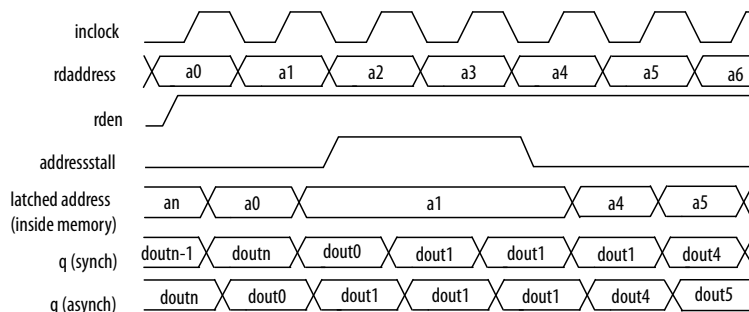 inclock
rdaddress a0 a1 a2 a3 a4 a5 a6
rden
addressstall
latched address
(inside memory) an a0 a1 a4 a5
q (synch) doutn-1 doutn dout0 dout1 dout1 dout1 dout4
q (asynch) doutn dout0 dout1 dout1 dout1 dout4 dout5